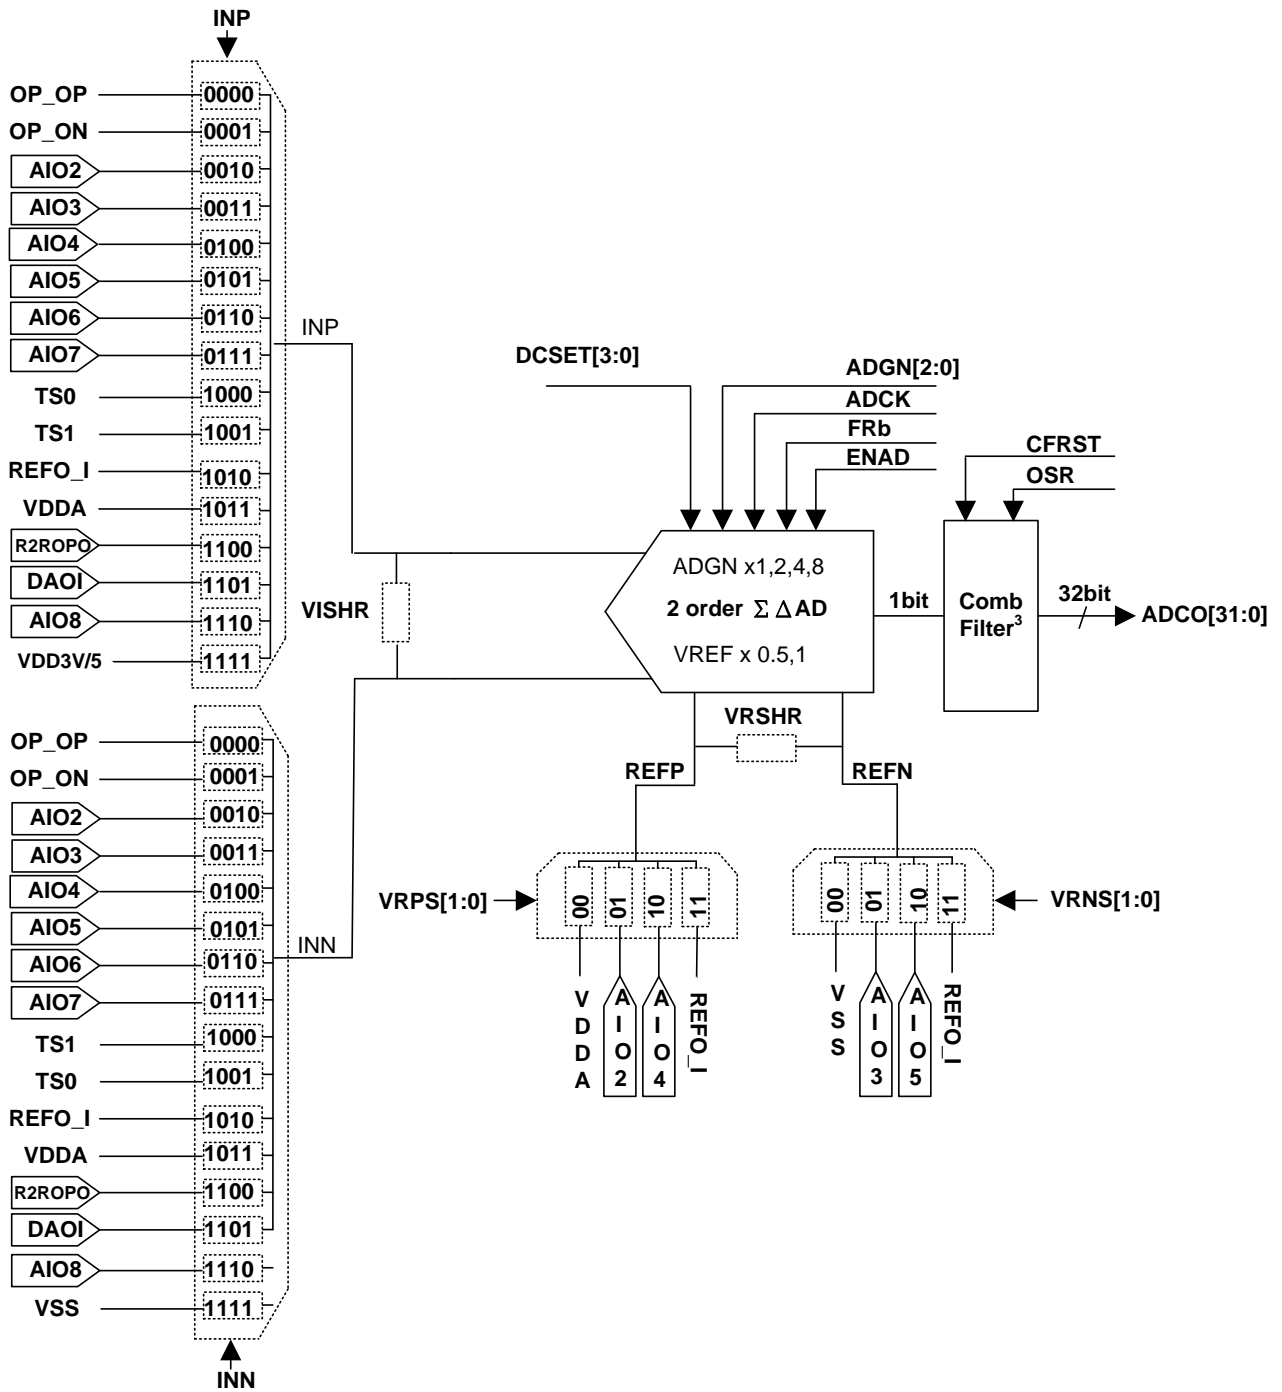 INP
OP_OP 0000
OP_ON 0001
AIO2 0010
AIO3 0011
AIO4 0100
AIO5 0101
AIO6 0110
AIO7 0111
TS0 1000
TS1 1001
REFO_I 1010
VDDA 1011
R2ROPO 1100
DAOI 1101
AIO8 1110
VDD3V/5 1111
INP
VISHR
DCSET[3:0]
ADGN[2:0]
ADCK
FRb
ENAD
CFRST
OSR
ADGN x1,2,4,8
2 order Σ Δ AD
VREF x 0.5,1
1bit
Comb
Filter³
32bit
ADCO[31:0]
VRSHR
REFP
REFN
VRPS[1:0]
00 01 10 11
VDDA
AIO2
AIO4
REFO_I
00 01 10 11
VRNS[1:0]
VSS
AIO3
AIO5
REFO_I
OP_OP 0000
OP_ON 0001
AIO2 0010
AIO3 0011
AIO4 0100
AIO5 0101
AIO6 0110
AIO7 0111
TS1 1000
TS0 1001
REFO_I 1010
VDDA 1011
R2ROPO 1100
DAOI 1101
AIO8 1110
VSS 1111
INN
INN